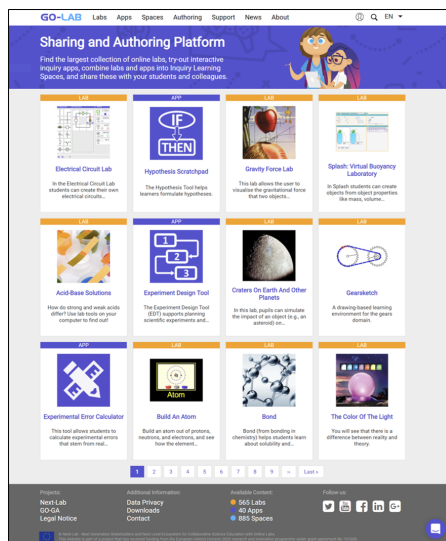 GO-LAB Labs Apps Spaces Authoring Support News About EN
Sharing and Authoring Platform
Find the largest collection of online labs, try-out interactive
inquiry apps, combine labs and apps into Inquiry Learning
Spaces, and share these with your students and colleagues.
LAB APP LAB LAB
IF
THEN
Electrical Circuit Lab
In the Electrical Circuit Lab
students can create their own
electrical circuits...
Hypothesis Scratchpad
The Hypothesis Tool helps
learners formulate hypotheses.
Gravity Force Lab
This lab allows the user to
visualise the gravitational force
that two objects...
Splash: Virtual Buoyancy
Laboratory
In Splash students can create
objects from object properties
like mass, volume...
LAB APP LAB LAB
1
2
3
Acid-Base Solutions
How do strong and weak acids
differ? Use lab tools on your
computer to find out!
Experiment Design Tool
The Experiment Design Tool
(EDT) supports planning
scientific experiments and...
Craters On Earth And Other
Planets
In this lab, pupils can simulate
the impact of an object (e.g., an
asteroid) on...
Gearsketch
A drawing-based learning
environment for the gears
domain.
APP LAB LAB LAB
Atom
Experimental Error Calculator
This tool allows students to
calculate experimental errors
that stem from real...
Build An Atom
Build an atom out of protons,
neutrons, and electrons, and see
how the element...
Bond
Bond (from bonding in
chemistry) helps students learn
about solubility and...
The Color Of The Light
You will see that there is a
difference between reality and
theory.
1 2 3 4 5 6 7 8 9 » Last »
Projects:
Next-Lab
GO-GA
Legal Notice
Additional Information:
Data Privacy
Downloads
Contact
Available Content:
565 Labs
40 Apps
885 Spaces
Follow us: